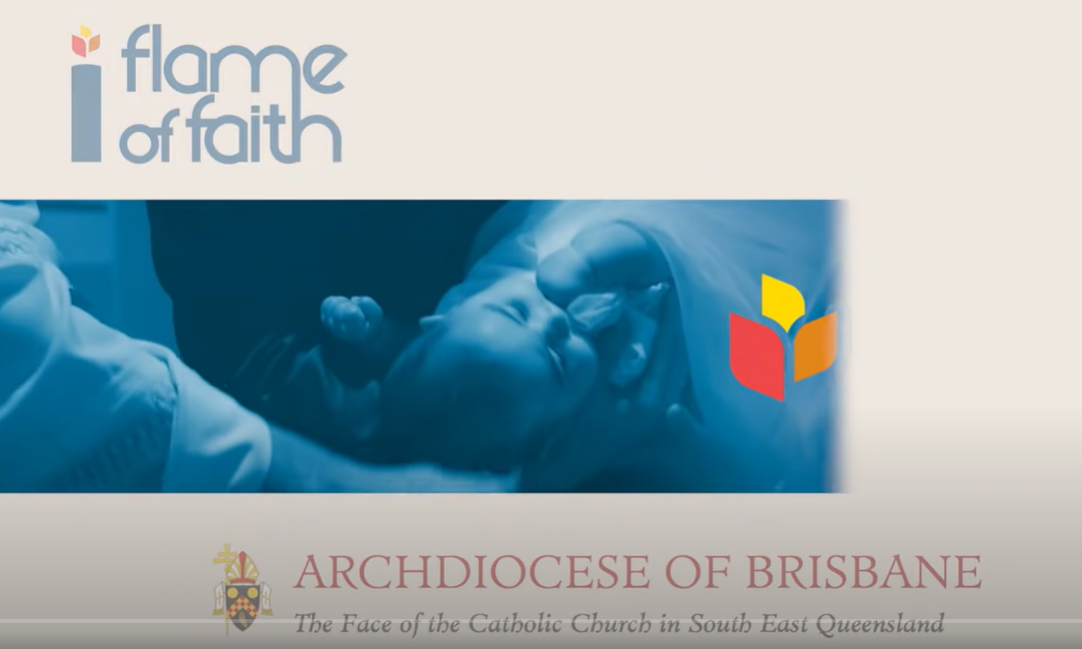 flame
of faith
ARCHDIOCESE OF BRISBANE
The Face of the Catholic Church in South East Queensland